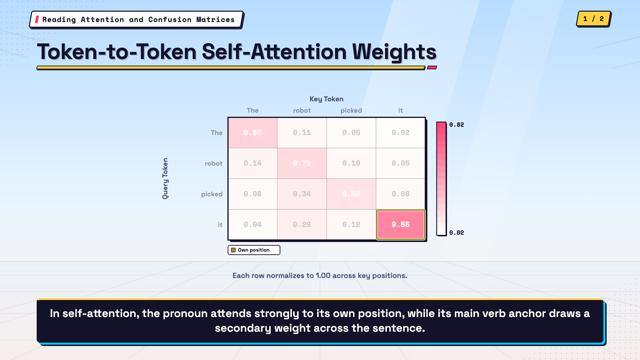 Reading Attention and Confusion Matrices
1 / 2
Token-to-Token Self-Attention Weights
Key Token
The robot picked it
Query Token
The 0.82 0.11 0.05 0.02
robot 0.14 0.71 0.10 0.05
picked 0.06 0.34 0.52 0.08
it 0.04 0.29 0.12 0.55
0.82
0.02
Own position
Each row normalizes to 1.00 across key positions.
In self-attention, the pronoun attends strongly to its own position, while its main verb anchor draws a
secondary weight across the sentence.